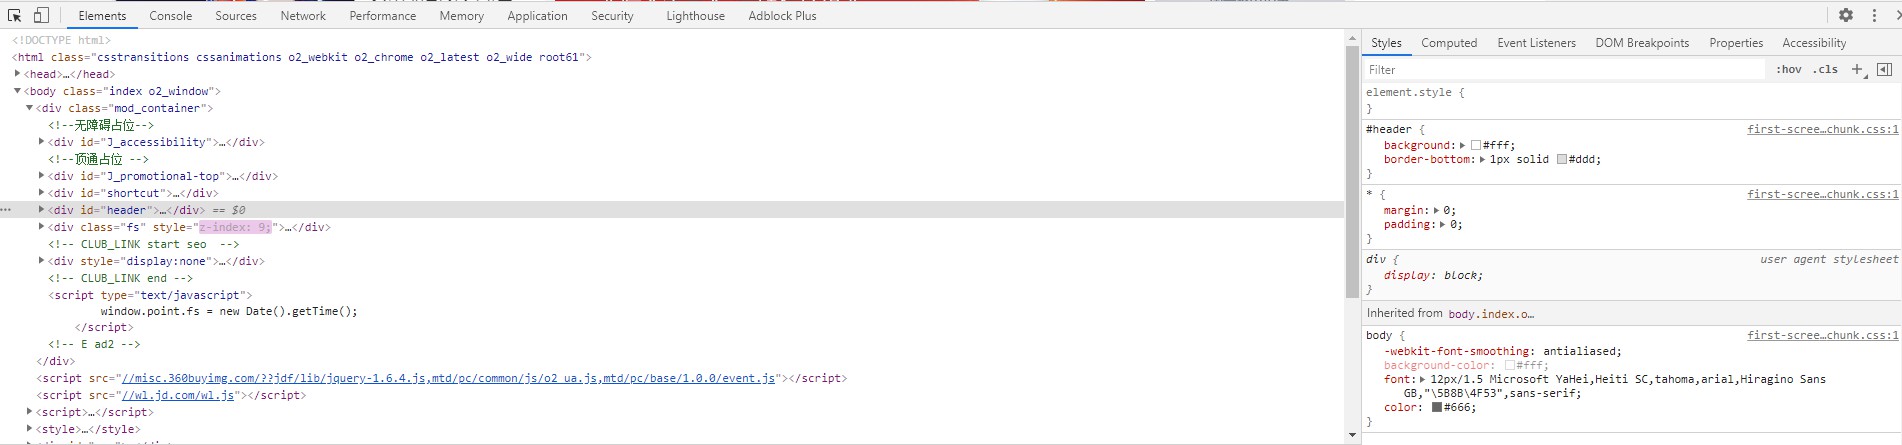 Elements Console Sources Network Performance Memory Application Security Lighthouse Adblock Plus
<!DOCTYPE html>
<html class="csstransitions cssanimations o2_webkit o2_chrome o2_latest o2_wide root61">
<head>…</head>
<body class="index o2_window">
<div class="mod_container">
<!--无障碍占位-->
<div id="J_accessibility">…</div>
<!--顶通占位 -->
<div id="J_promotional-top">…</div>
<div id="shortcut">…</div>
<div id="header">…</div> == $0
<div class="fs" style="z-index: 9;">…</div>
<!-- CLUB_LINK start seo -->
<div style="display:none">…</div>
<!-- CLUB_LINK end -->
<script type="text/javascript">
window.point.fs = new Date().getTime();
</script>
<!-- E ad2 -->
</div>
<script src="//misc.360buyimg.com/??jdf/lib/jquery-1.6.4.js,mtd/pc/common/js/o2_ua.js,mtd/pc/base/1.0.0/event.js"></script>
<script src="//wl.jd.com/wl.js"></script>
<script>…</script>
<style>…</style>
Styles Computed Event Listeners DOM Breakpoints Properties Accessibility
Filter :hov .cls +
element.style {
}
#header { first-scree…chunk.css:1
background: #fff;
border-bottom: 1px solid #ddd;
}
* { first-scree…chunk.css:1
margin: 0;
padding: 0;
}
div { user agent stylesheet
display: block;
}
Inherited from body.index.o…
body { first-scree…chunk.css:1
-webkit-font-smoothing: antialiased;
background-color: #fff;
font: 12px/1.5 Microsoft YaHei,Heiti SC,tahoma,arial,Hiragino Sans
GB,"\5B8B\4F53",sans-serif;
color: #666;
}